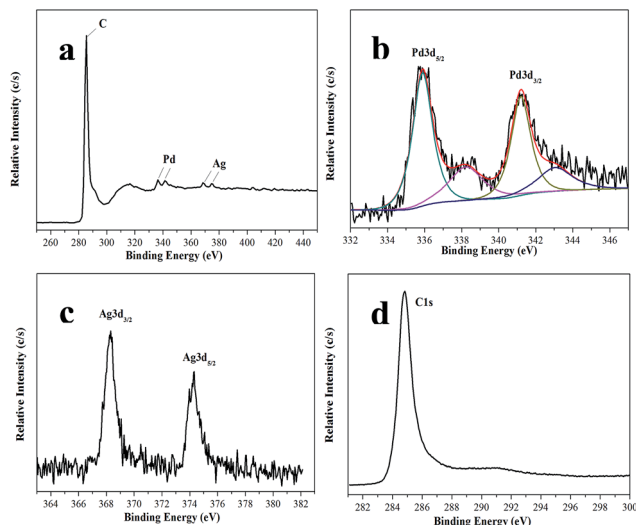 a
C
Pd
Ag
Relative Intensity (c/s)
260 280 300 320 340 360 380 400 420 440
Binding Energy (eV)
b
Pd3d5/2
Pd3d3/2
Relative Intensity (c/s)
332 334 336 338 340 342 344 346
Binding Energy (eV)
c
Ag3d3/2
Ag3d5/2
Relative Intensity (c/s)
364 366 368 370 372 374 376 378 380 382
Binding Energy (eV)
d
C1s
Relative Intensity (c/s)
282 284 286 288 290 292 294 296 298 300
Binding Energy (eV)